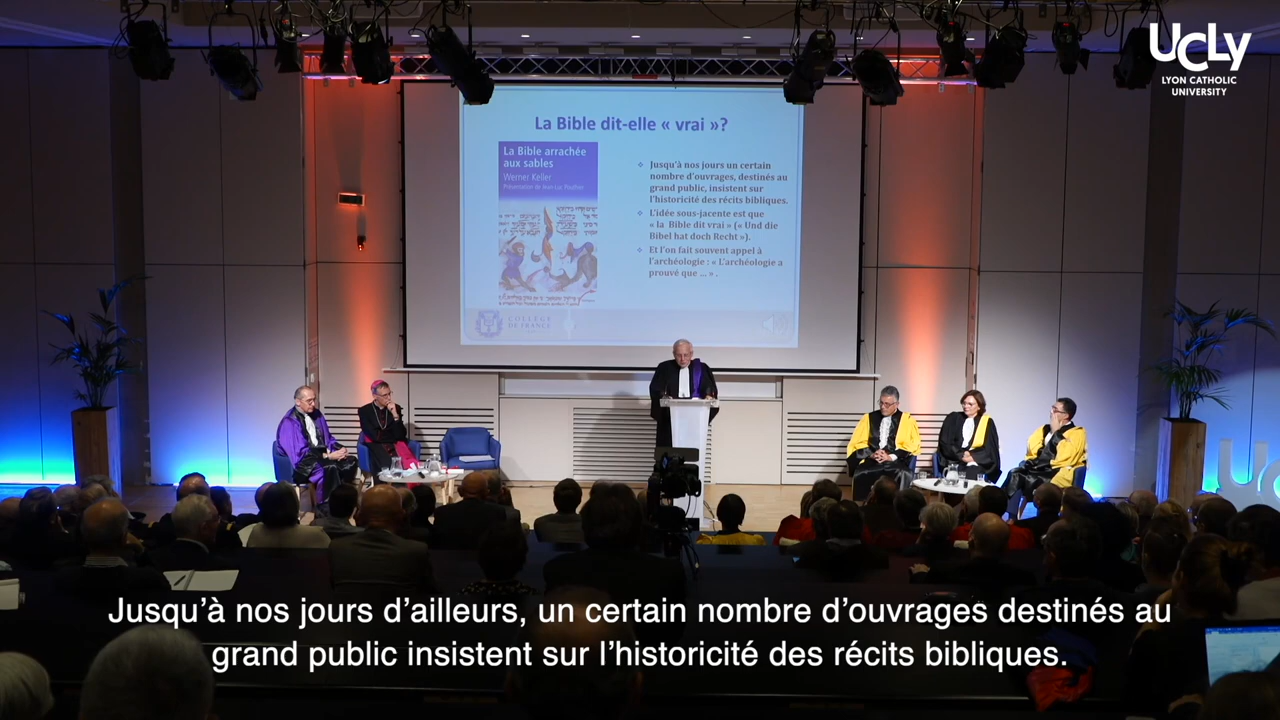 UCLy
LYON CATHOLIC
UNIVERSITY
La Bible dit-elle « vrai »?
La Bible arrachée
aux sables
Werner Keller
❖ Jusqu'à nos jours un certain
nombre d'ouvrages, destinés au
grand public, insistent sur
l'historicité des récits bibliques.
❖ L'idée sous-jacente est que
« la Bible dit vrai » (« Und die
Bibel hat doch Recht »).
❖ Et l'on fait souvent appel à
l'archéologie : « L'archéologie a
prouvé que ... » .
COLLÈGE
DE FRANCE
Jusqu’à nos jours d’ailleurs, un certain nombre d’ouvrages destinés au
grand public insistent sur l’historicité des récits bibliques.